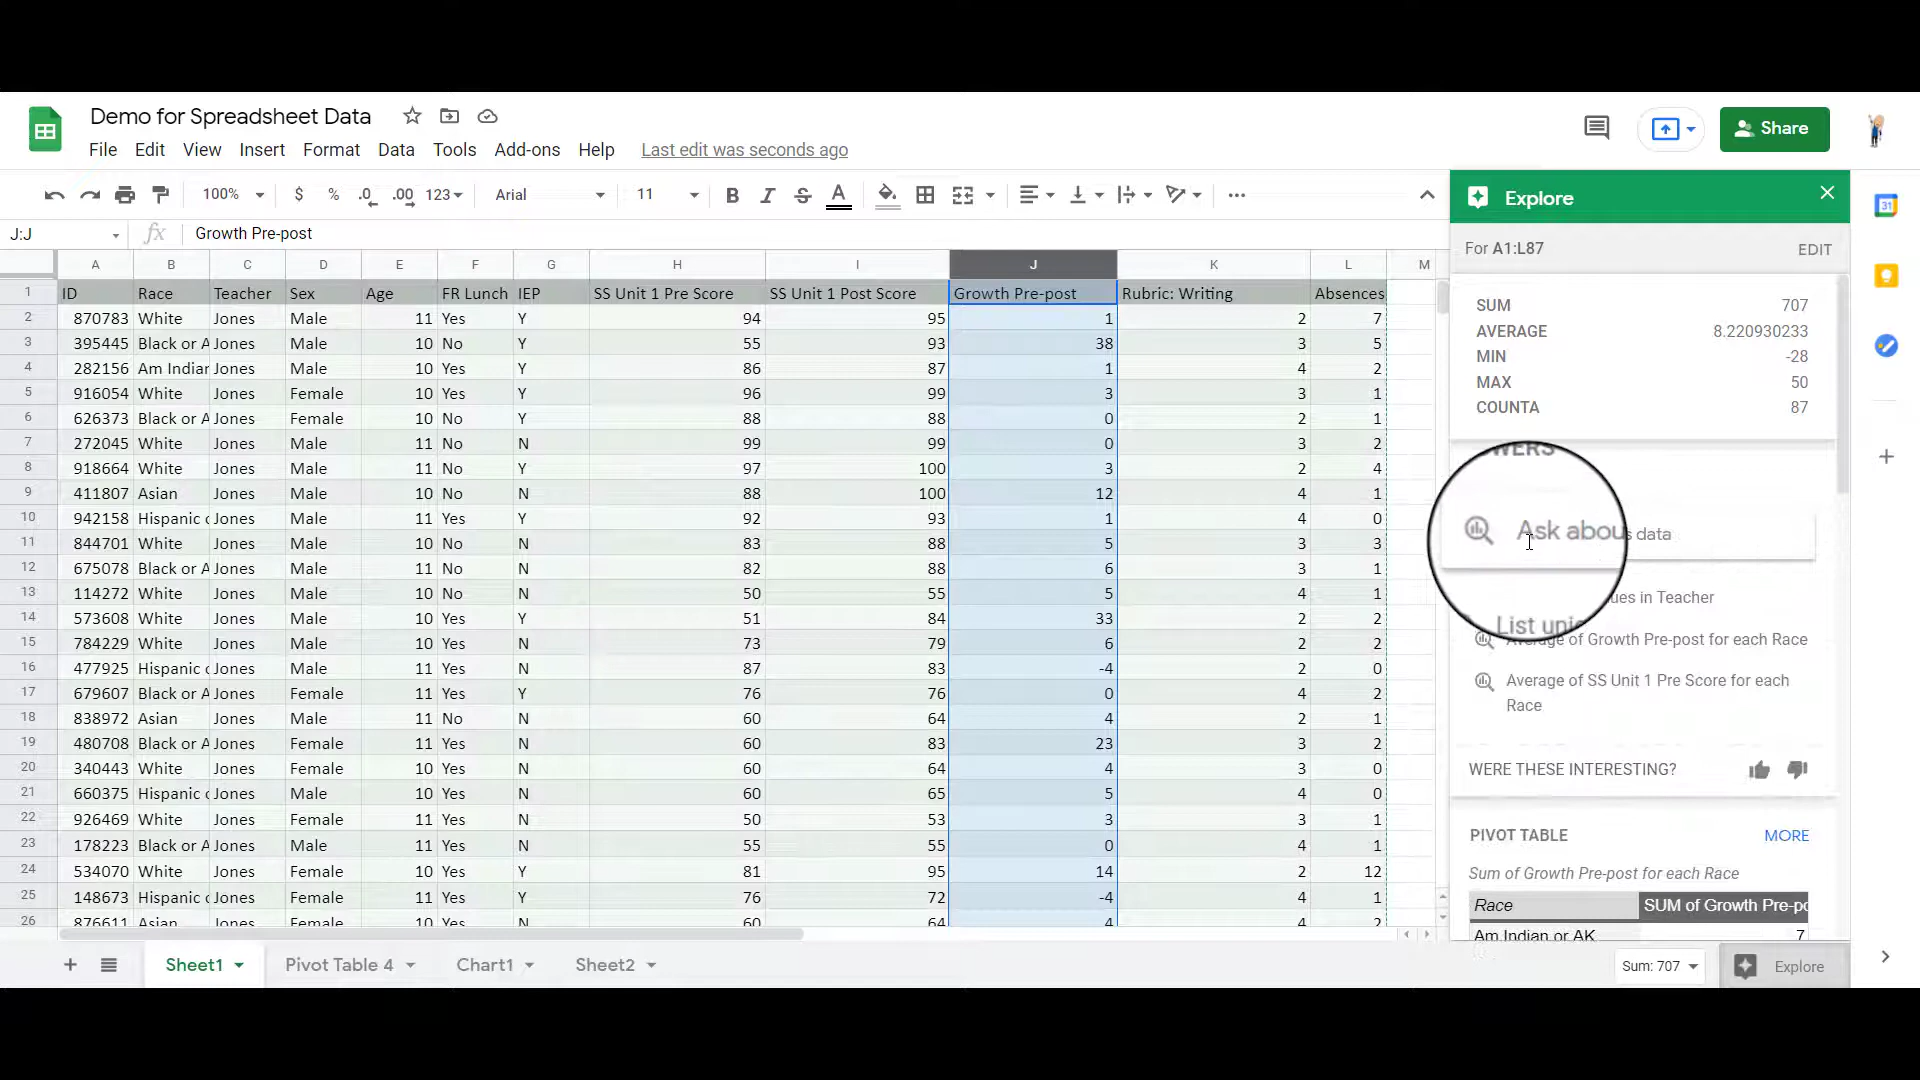 Demo for Spreadsheet Data
Share
File Edit View Insert Format Data Tools Add-ons Help Last edit was seconds ago
100% $ % .0 .00 123 Arial 11 B I S A
Explore
J:J fx Growth Pre-post
For A1:L87 EDIT
A B C D E F G H I J K L M
1 ID Race Teacher Sex Age FR Lunch IEP SS Unit 1 Pre Score SS Unit 1 Post Score Growth Pre-post Rubric: Writing Absences
2 870783 White Jones Male 11 Yes Y 94 95 1 2 7
3 395445 Black or A Jones Male 10 No Y 55 93 38 3 5
4 282156 Am Indian Jones Male 10 Yes Y 86 87 1 4 2
5 916054 White Jones Female 10 Yes Y 96 99 3 3 1
6 626373 Black or A Jones Female 10 No Y 88 88 0 2 1
7 272045 White Jones Male 11 No N 99 99 0 3 2
8 918664 White Jones Male 11 No Y 97 100 3 2 4
9 411807 Asian Jones Male 10 No N 88 100 12 4 1
10 942158 Hispanic o Jones Male 11 Yes Y 92 93 1 4 0
11 844701 White Jones Male 10 No N 83 88 5 3 3
12 675078 Black or A Jones Male 10 No N 82 88 6 3 1
13 114272 White Jones Male 10 No N 50 55 5 4 1
14 573608 White Jones Male 10 Yes Y 51 84 33 2 2
15 784229 White Jones Male 10 Yes N 73 79 6 2 2
16 477925 Hispanic o Jones Male 11 Yes N 87 83 -4 2 0
17 679607 Black or A Jones Female 11 Yes Y 76 76 0 4 2
18 838972 Asian Jones Male 11 No N 60 64 4 2 1
19 480708 Black or A Jones Female 11 Yes N 60 83 23 3 2
20 340443 White Jones Female 10 Yes N 60 64 4 3 0
21 660375 Hispanic o Jones Male 11 Yes N 60 65 5 4 0
22 926469 White Jones Female 11 Yes N 50 53 3 3 1
23 178223 Black or A Jones Male 11 Yes N 55 55 0 4 1
24 534070 White Jones Female 10 Yes Y 81 95 14 2 12
25 148673 Hispanic o Jones Female 11 Yes Y 76 72 -4 4 1
26 876611 Asian Jones Female 10 Yes N 60 64 4 4 2
SUM 707
AVERAGE 8.220930233
MIN -28
MAX 50
COUNTA 87
WERS
Ask abou s data
ues in Teacher
List uni
Average of Growth Pre-post for each Race
Average of SS Unit 1 Pre Score for each
Race
WERE THESE INTERESTING?
PIVOT TABLE MORE
Sum of Growth Pre-post for each Race
Race SUM of Growth Pre-po
Am Indian or AK 7
31
Sheet1 Pivot Table 4 Chart1 Sheet2 Sum: 707 Explore